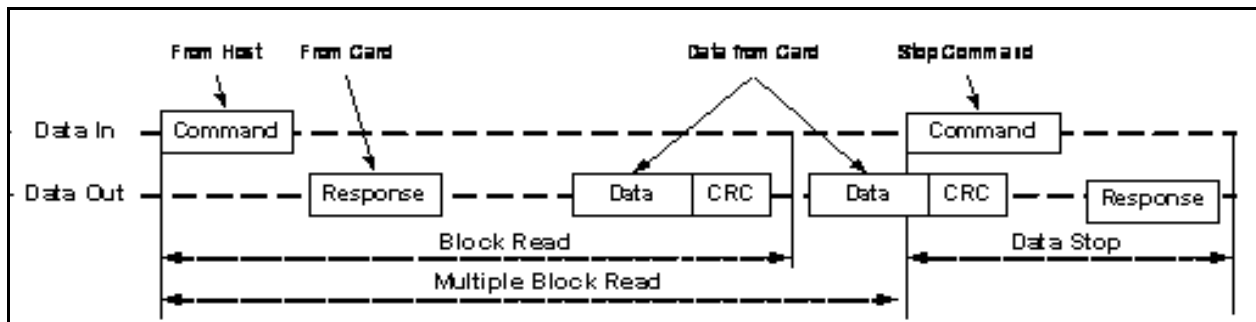 From Host From Card Data from Card Stop Command
Data In Command Command
Data Out Response Data CRC Data CRC Response
Block Read Data Stop
Multiple Block Read